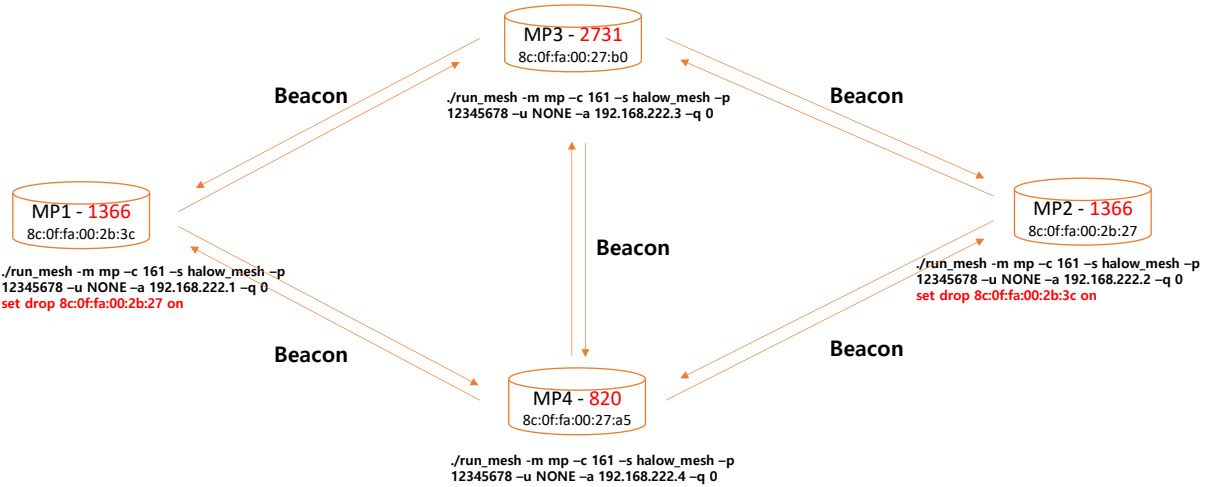 MP3 - 2731
8c:0f:fa:00:27:b0
Beacon
./run_mesh -m mp –c 161 –s halow_mesh –p
12345678 –u NONE –a 192.168.222.3 –q 0
Beacon
MP1 - 1366
8c:0f:fa:00:2b:3c
./run_mesh -m mp –c 161 –s halow_mesh –p
12345678 –u NONE –a 192.168.222.1 –q 0
set drop 8c:0f:fa:00:2b:27 on
Beacon
MP2 - 1366
8c:0f:fa:00:2b:27
./run_mesh -m mp –c 161 –s halow_mesh –p
12345678 –u NONE –a 192.168.222.2 –q 0
set drop 8c:0f:fa:00:2b:3c on
Beacon
Beacon
MP4 - 820
8c:0f:fa:00:27:a5
./run_mesh -m mp –c 161 –s halow_mesh –p
12345678 –u NONE –a 192.168.222.4 –q 0